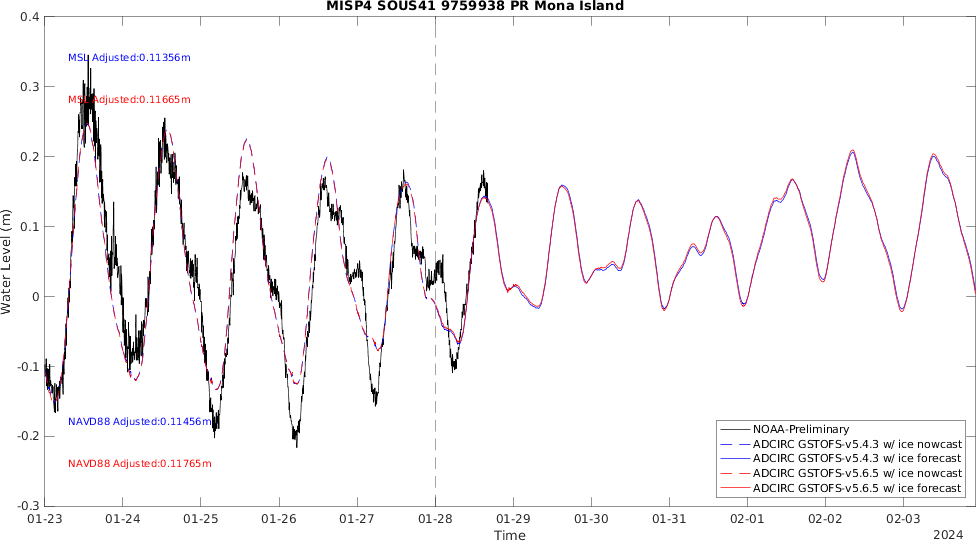 MISP4 SOUS41 9759938 PR Mona Island
0.4
MSL Adjusted:0.11356m
0.3
MSL Adjusted:0.11665m
0.2
0.1
Water Level (m)
0
-0.1
NAVD88 Adjusted:0.11456m
-0.2
NAVD88 Adjusted:0.11765m
-0.3
NOAA-Preliminary
ADCIRC GSTOFS-v5.4.3 w/ ice nowcast
ADCIRC GSTOFS-v5.4.3 w/ ice forecast
ADCIRC GSTOFS-v5.6.5 w/ ice nowcast
ADCIRC GSTOFS-v5.6.5 w/ ice forecast
01-23 01-24 01-25 01-26 01-27 01-28 01-29 01-30 01-31 02-01 02-02 02-03
Time
2024